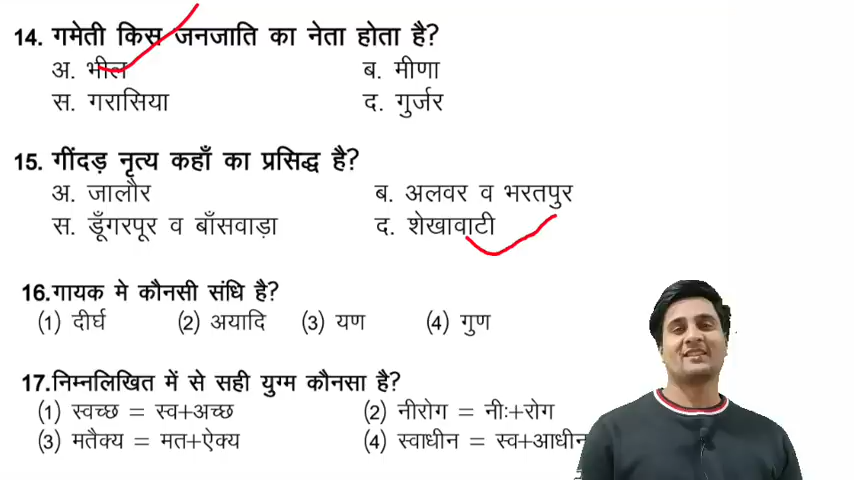 14. गमेती किस जनजाति का नेता होता है?
अ. भील ब. मीणा
स. गरासिया द. गुर्जर
15. गींदड़ नृत्य कहाँ का प्रसिद्ध है?
अ. जालौर ब. अलवर व भरतपुर
स. डूँगरपूर व बाँसवाड़ा द. शेखावाटी
16.गायक मे कौनसी संधि है?
(1) दीर्घ (2) अयादि (3) यण (4) गुण
17.निम्नलिखित में से सही युग्म कौनसा है?
(1) स्वच्छ = स्व+अच्छ (2) नीरोग = नीः+रोग
(3) मतैक्य = मत+ऐक्य (4) स्वाधीन = स्व+आधीन